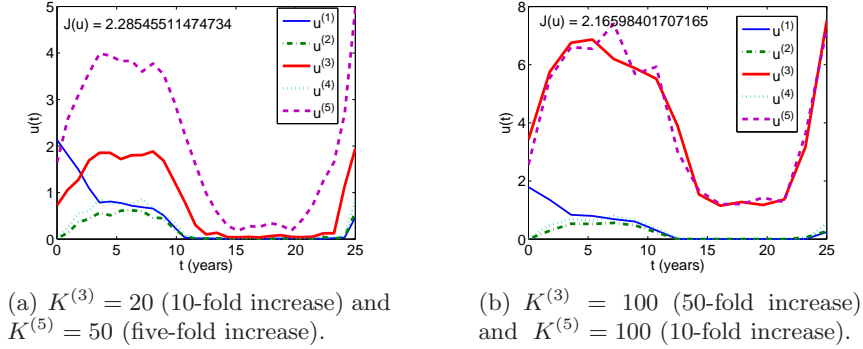 J(u) = 2.28545511474734
u(1)
u(2)
u(3)
u(4)
u(5)
5
4
3
2
1
0
u(t)
0 5 10 15 20 25
t (years)
(a) K(3) = 20 (10-fold increase) and
K(5) = 50 (five-fold increase).
J(u) = 2.16598401707165
u(1)
u(2)
u(3)
u(4)
u(5)
8
6
4
2
0
u(t)
0 5 10 15 20 25
t (years)
(b) K(3) = 100 (50-fold increase)
and K(5) = 100 (10-fold increase).